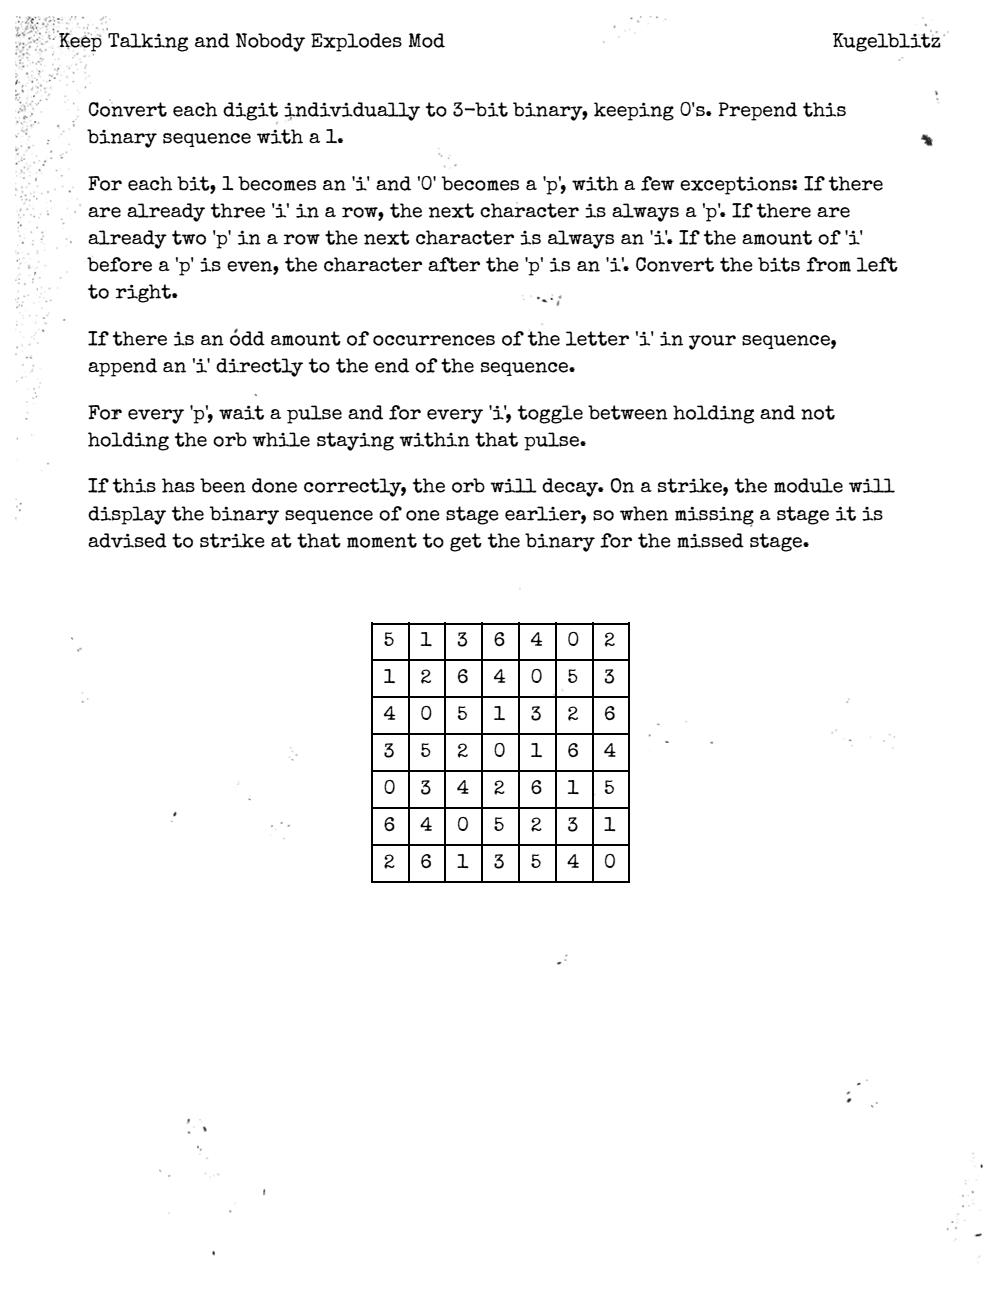 Keep Talking and Nobody Explodes Mod Kugelblitz
Convert each digit individually to 3-bit binary, keeping 0's. Prepend this
binary sequence with a 1.
For each bit, 1 becomes an 'i' and '0' becomes a 'p', with a few exceptions: If there
are already three 'i' in a row, the next character is always a 'p'. If there are
already two 'p' in a row the next character is always an 'i'. If the amount of 'i'
before a 'p' is even, the character after the 'p' is an 'i'. Convert the bits from left
to right.
If there is an odd amount of occurrences of the letter 'i' in your sequence,
append an 'i' directly to the end of the sequence.
For every 'p', wait a pulse and for every 'i', toggle between holding and not
holding the orb while staying within that pulse.
If this has been done correctly, the orb will decay. On a strike, the module will
display the binary sequence of one stage earlier, so when missing a stage it is
advised to strike at that moment to get the binary for the missed stage.
5 1 3 6 4 0 2
1 2 6 4 0 5 3
4 0 5 1 3 2 6
3 5 2 0 1 6 4
0 3 4 2 6 1 5
6 4 0 5 2 3 1
2 6 1 3 5 4 0